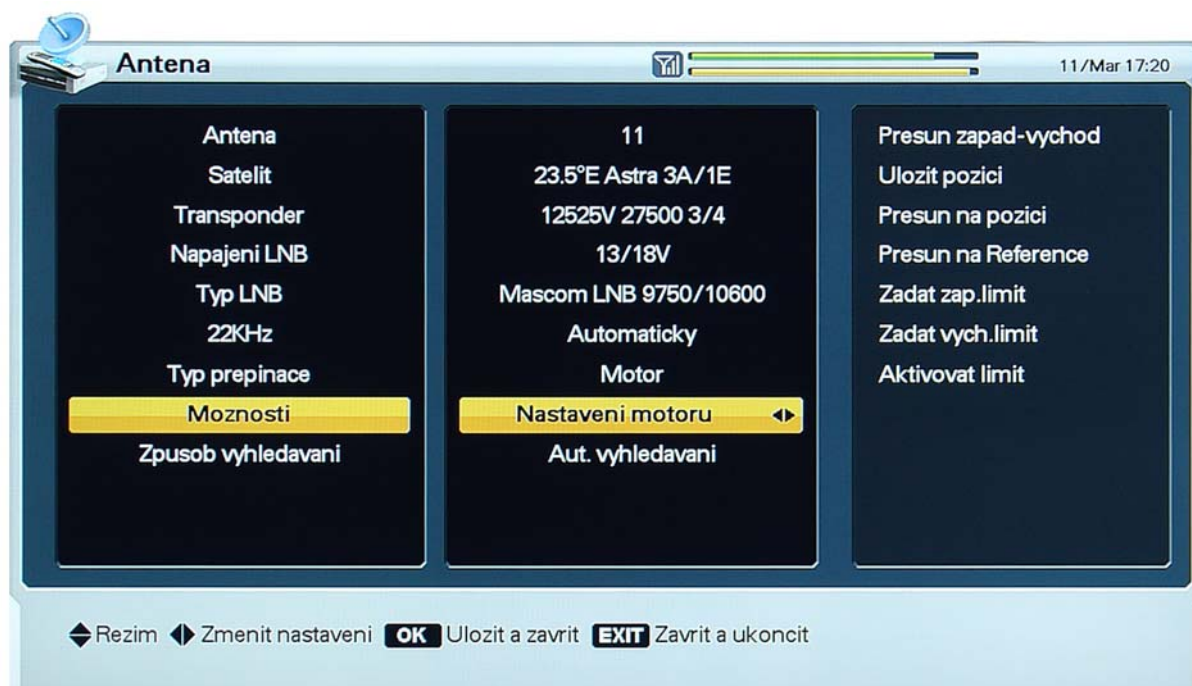 Antena
11/Mar 17:20
Antena 11
Satelit 23.5°E Astra 3A/1E
Transponder 12525V 27500 3/4
Napajeni LNB 13/18V
Typ LNB Mascom LNB 9750/10600
22KHz Automaticky
Typ prepinace Motor
Moznosti Nastaveni motoru
Zpusob vyhledavani Aut. vyhledavani
Presun zapad-vychod
Ulozit pozici
Presun na pozici
Presun na Reference
Zadat zap.limit
Zadat vych.limit
Aktivovat limit
Rezim Zmenit nastaveni OK Ulozit a zavrit EXIT Zavrit a ukoncit